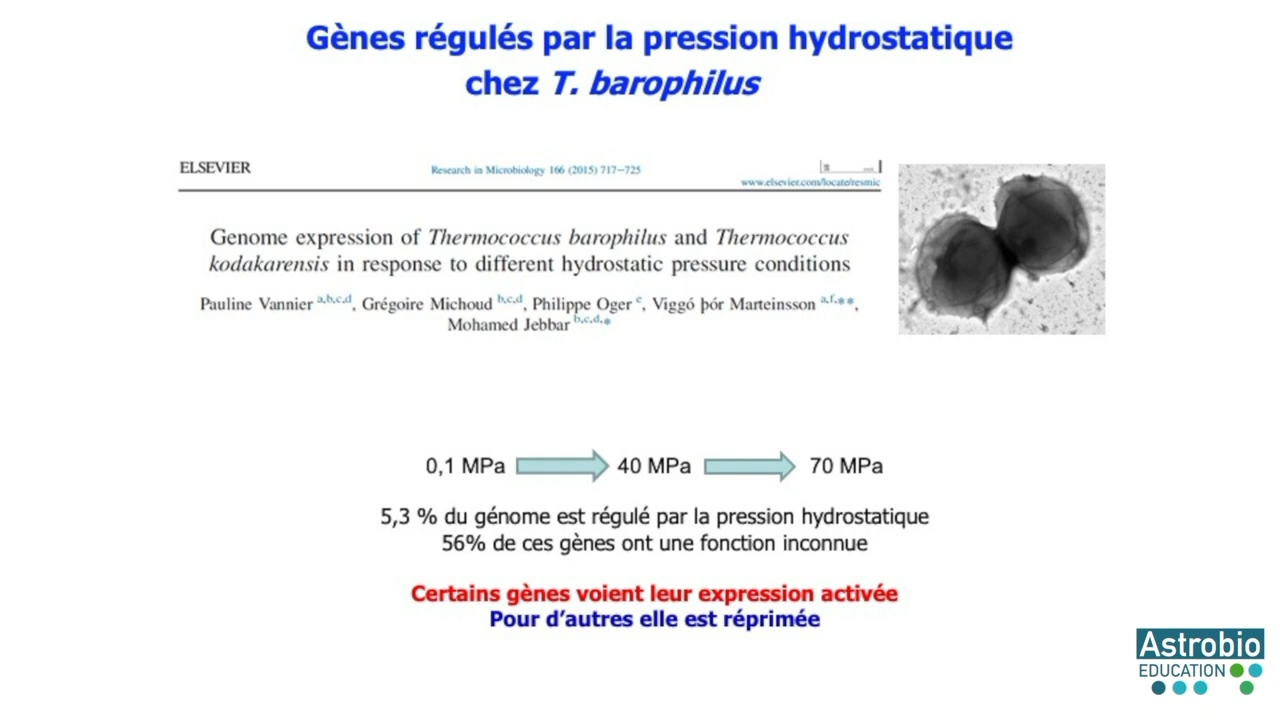 Gènes régulés par la pression hydrostatique
chez T. barophilus
ELSEVIER
Research in Microbiology 166 (2015) 717–725
www.elsevier.com/locate/resmic
Genome expression of Thermococcus barophilus and Thermococcus
kodakarensis in response to different hydrostatic pressure conditions
Pauline Vannier a,b,c,d, Grégoire Michoud b,c,d, Philippe Oger e, Viggó þór Marteinsson a,f,**,
Mohamed Jebbar b,c,d,*
0,1 MPa 40 MPa 70 MPa
5,3 % du génome est régulé par la pression hydrostatique
56% de ces gènes ont une fonction inconnue
Certains gènes voient leur expression activée
Pour d’autres elle est réprimée
Astrobio
EDUCATION